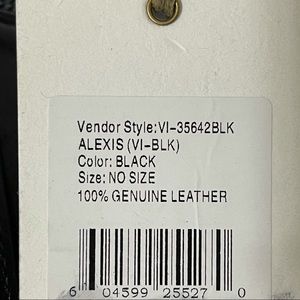 Vendor Style:VI-35642BLK
ALEXIS (VI-BLK)
Color: BLACK
Size: NO SIZE
100% GENUINE LEATHER
6 04599 25527 0